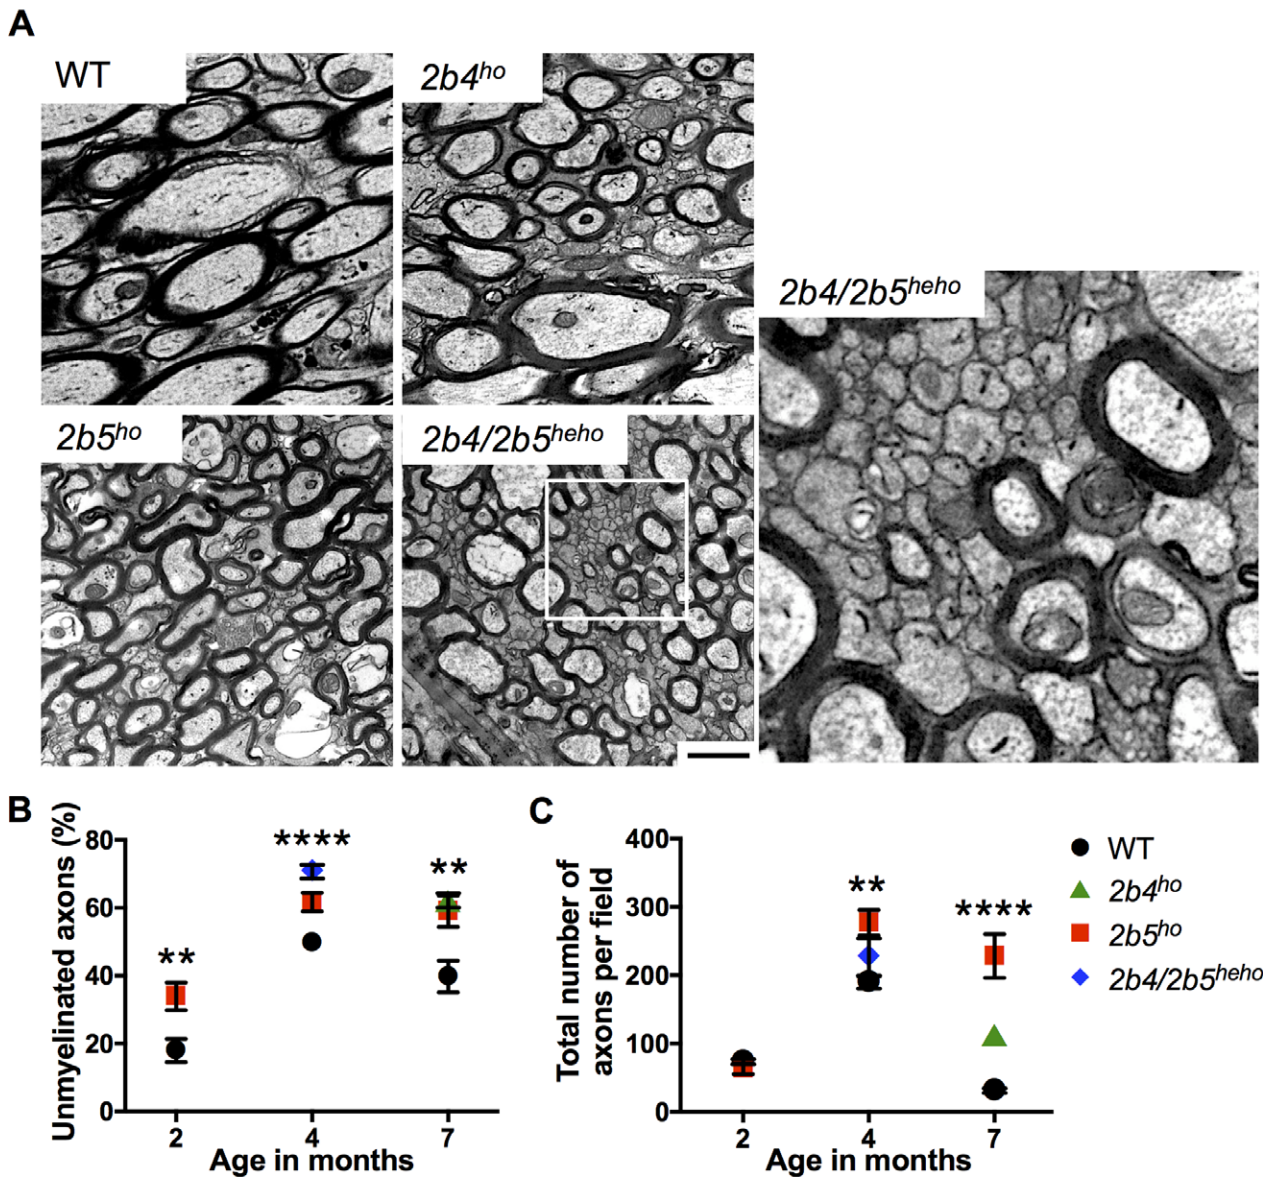 A
WT
2b4ho
2b5ho
2b4/2b5heho
2b4/2b5heho
B
Unmyelinated axons (%)
80
60
40
20
0
**
****
**
2
4
7
Age in months
C
Total number of
axons per field
400
300
200
100
0
**
****
2
4
7
Age in months
WT
2b4ho
2b5ho
2b4/2b5heho